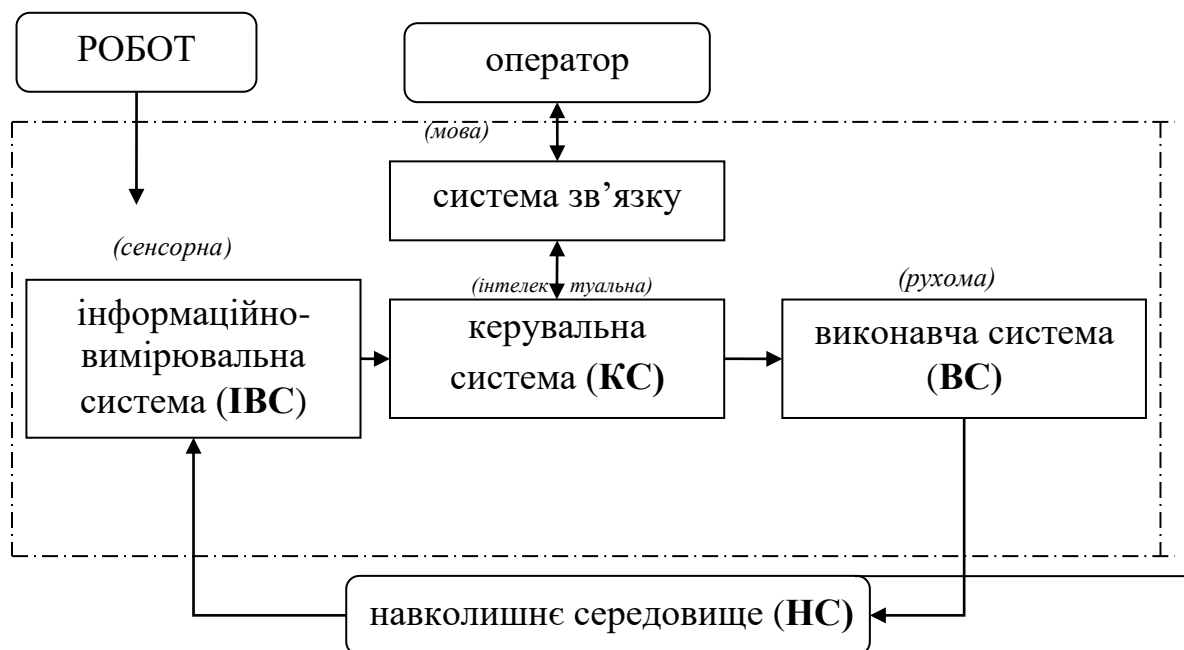 РОБОТ
оператор
(мова)
система зв’язку
(сенсорна)
(інтелек туальна)
(рухома)
інформаційно-
вимірювальна
система (ІВС)
керувальна
система (КС)
виконавча система
(ВС)
навколишнє середовище (НС)